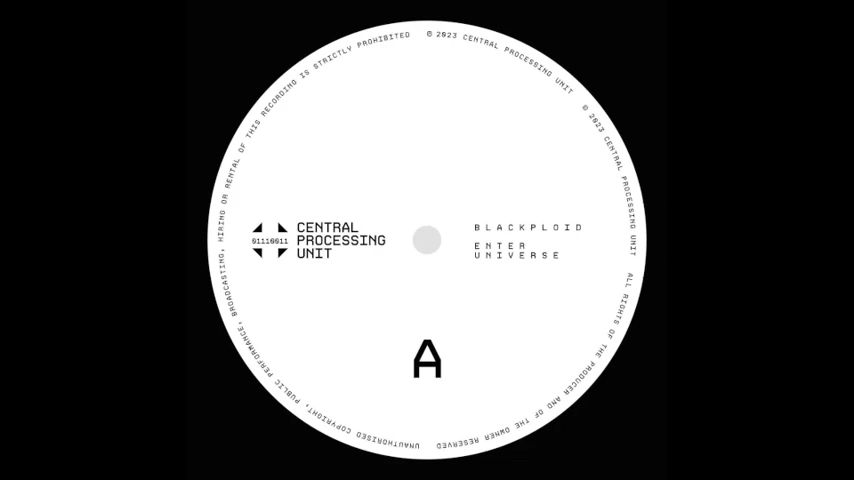 ℗ 2023 CENTRAL PROCESSING UNIT
© 2023 CENTRAL PROCESSING UNIT
ALL RIGHTS OF THE PRODUCER AND OF THE OWNER RESERVED
UNAUTHORISED COPYRIGHT, PUBLIC PERFORMANCE, BROADCASTING, HIRING OR RENTAL OF THIS RECORDING IS STRICTLY PROHIBITED
01110011
CENTRAL
PROCESSING
UNIT
BLACKPLOID
ENTER
UNIVERSE
A